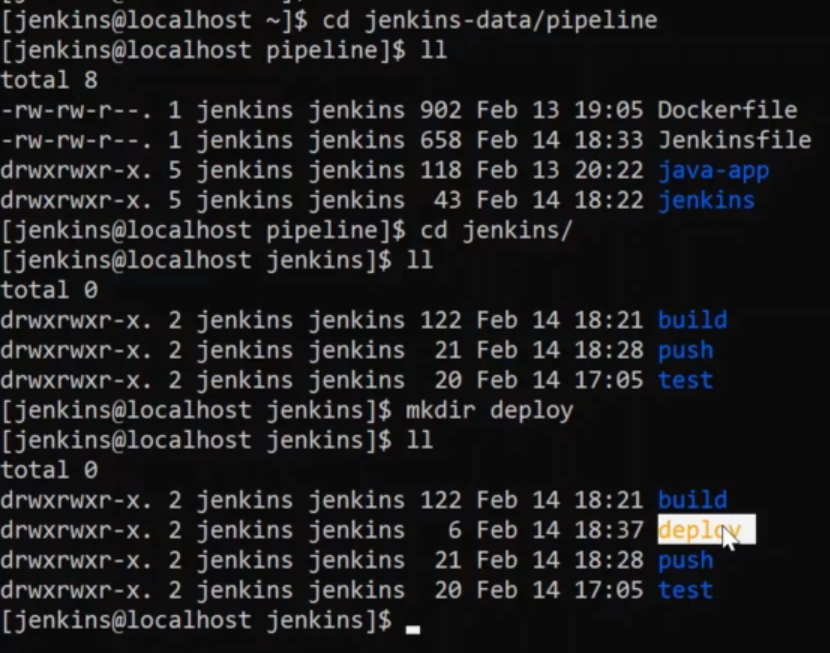 [jenkins@localhost ~]$ cd jenkins-data/pipeline
[jenkins@localhost pipeline]$ ll
total 8
-rw-rw-r--. 1 jenkins jenkins 902 Feb 13 19:05 Dockerfile
-rw-rw-r--. 1 jenkins jenkins 658 Feb 14 18:33 Jenkinsfile
drwxrwxr-x. 5 jenkins jenkins 118 Feb 13 20:22 java-app
drwxrwxr-x. 5 jenkins jenkins  43 Feb 14 18:22 jenkins
[jenkins@localhost pipeline]$ cd jenkins/
[jenkins@localhost jenkins]$ ll
total 0
drwxrwxr-x. 2 jenkins jenkins 122 Feb 14 18:21 build
drwxrwxr-x. 2 jenkins jenkins  21 Feb 14 18:28 push
drwxrwxr-x. 2 jenkins jenkins  20 Feb 14 17:05 test
[jenkins@localhost jenkins]$ mkdir deploy
[jenkins@localhost jenkins]$ ll
total 0
drwxrwxr-x. 2 jenkins jenkins 122 Feb 14 18:21 build
drwxrwxr-x. 2 jenkins jenkins   6 Feb 14 18:37 deploy
drwxrwxr-x. 2 jenkins jenkins  21 Feb 14 18:28 push
drwxrwxr-x. 2 jenkins jenkins  20 Feb 14 17:05 test
[jenkins@localhost jenkins]$